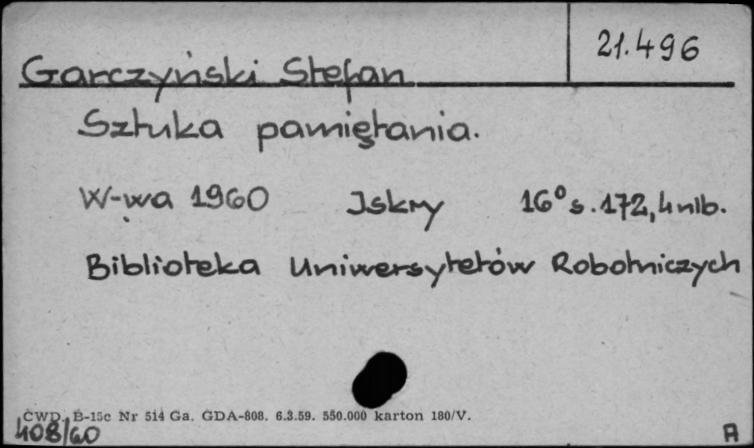 21.496
Garczyński Stefan
Sztuka pamiętania.
W-wa 1960 Iskry 16⁰ s. 172, 4 nlb.
Biblioteka Uniwersytetów Robotniczych
CWD, B-15c Nr 514 Ga. GDA-808. 6.3.59. 550.000 karton 180/V.
408/60 A